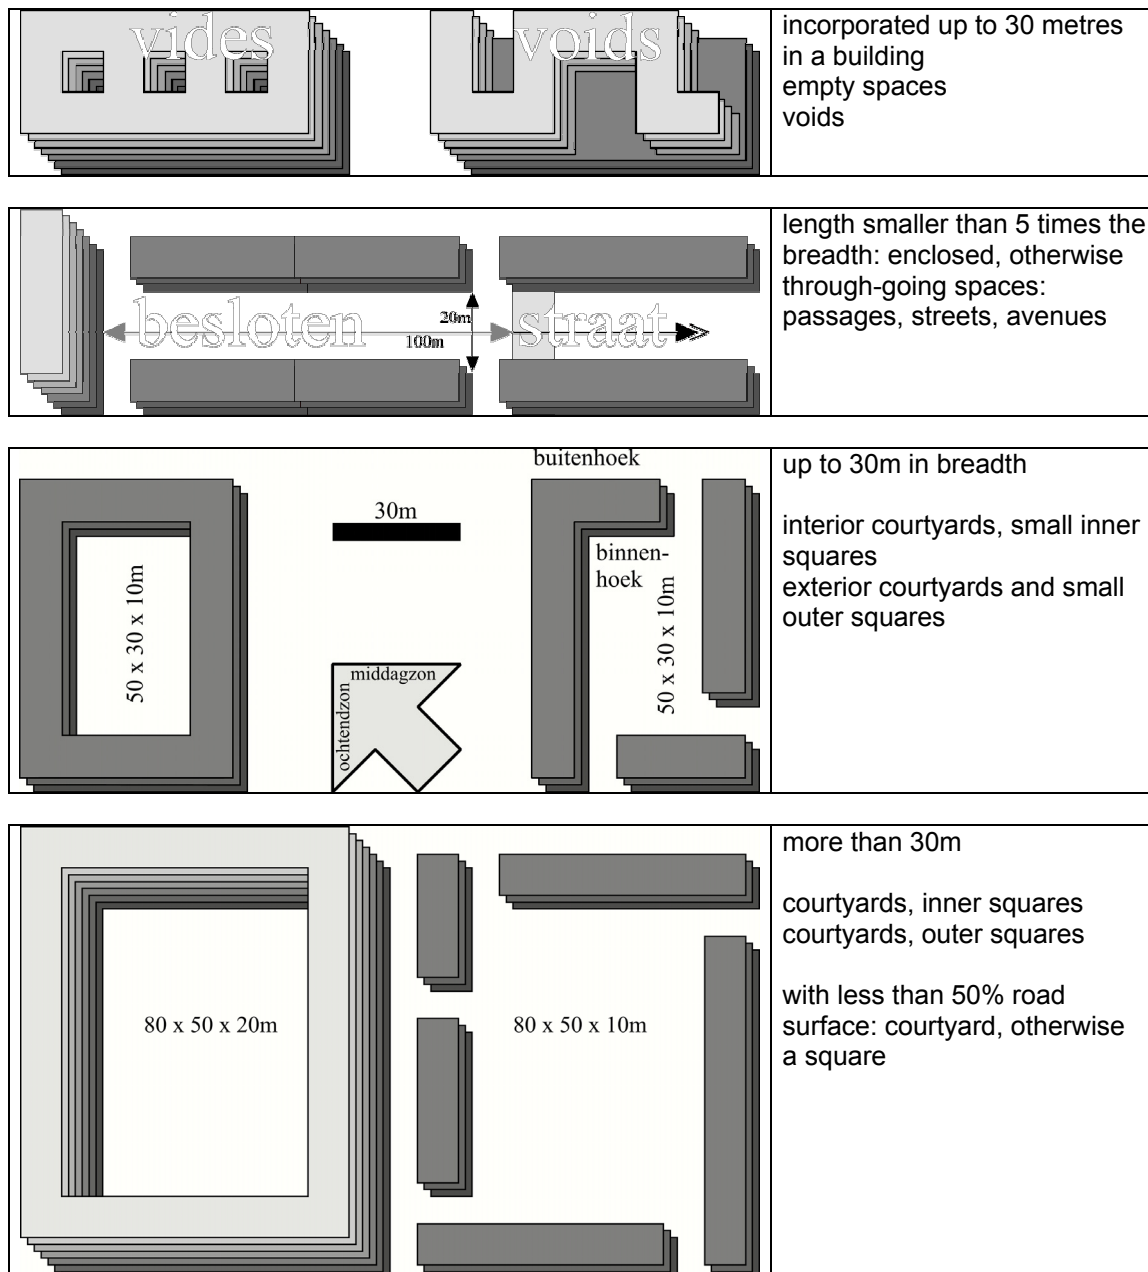 vides
voids
incorporated up to 30 metres
in a building
empty spaces
voids
besloten
straat
20m
100m
length smaller than 5 times the
breadth: enclosed, otherwise
through-going spaces:
passages, streets, avenues
buitenhoek
30m
binnen-
hoek
50 x 30 x 10m
50 x 30 x 10m
middagzon
ochtendzon
up to 30m in breadth
interior courtyards, small inner
squares
exterior courtyards and small
outer squares
80 x 50 x 20m
80 x 50 x 10m
more than 30m
courtyards, inner squares
courtyards, outer squares
with less than 50% road
surface: courtyard, otherwise
a square